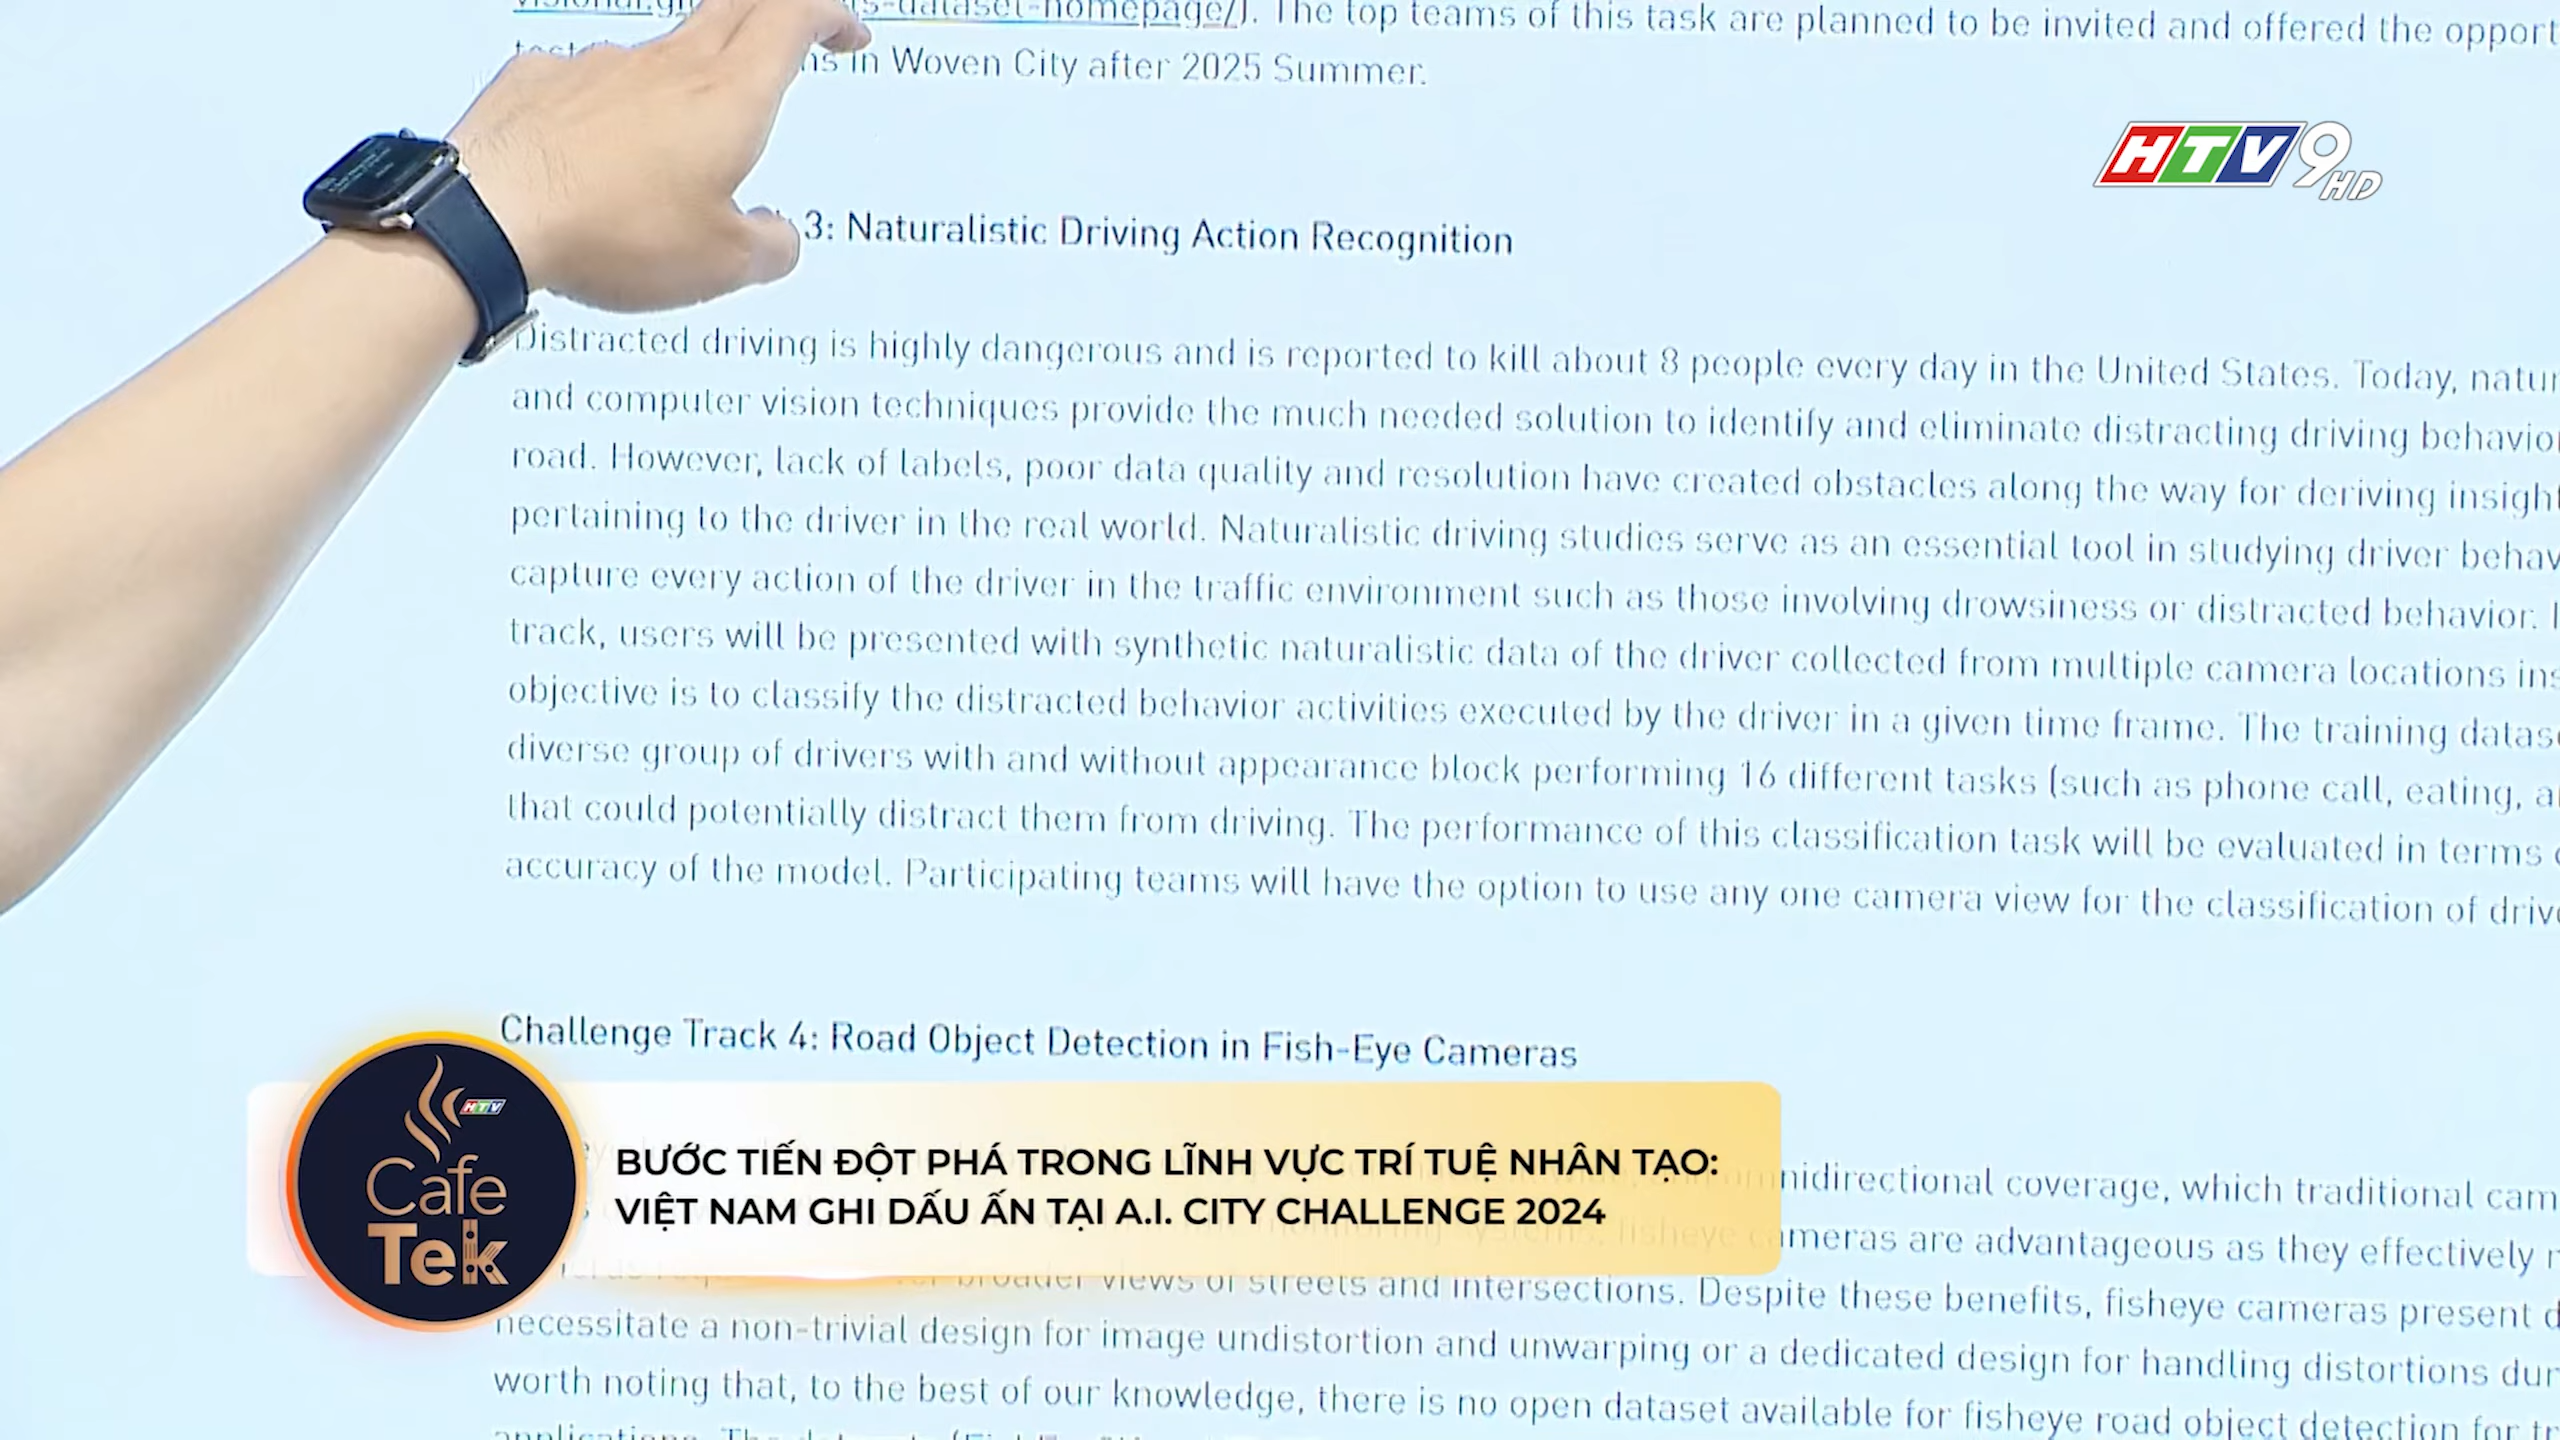 s-dataset-homepage/). The top teams of this task are planned to be invited and offered the
in Woven City after 2025 Summer.
HTV9 HD
3: Naturalistic Driving Action Recognition
Distracted driving is highly dangerous and is reported to kill about 8 people every day in the United States. Today,
and computer vision techniques provide the much needed solution to identify and eliminate distracting driving
road. However, lack of labels, poor data quality and resolution have created obstacles along the way for deriving
pertaining to the driver in the real world. Naturalistic driving studies serve as an essential tool in studying driver
capture every action of the driver in the traffic environment such as those involving drowsiness or distracted behavior.
track, users will be presented with synthetic naturalistic data of the driver collected from multiple camera locations
objective is to classify the distracted behavior activities executed by the driver in a given time frame. The training
diverse group of drivers with and without appearance block performing 16 different tasks (such as phone call, eating,
that could potentially distract them from driving. The performance of this classification task will be evaluated in terms
accuracy of the model. Participating teams will have the option to use any one camera view for the classification of
Challenge Track 4: Road Object Detection in Fish-Eye Cameras
HTV
Cafe
Tek
BƯỚC TIẾN ĐỘT PHÁ TRONG LĨNH VỰC TRÍ TUỆ NHÂN TẠO:
VIỆT NAM GHI DẤU ẤN TẠI A.I. CITY CHALLENGE 2024
nidirectional coverage, which traditional
fisheye cameras are advantageous as they effectively
broader views of streets and intersections. Despite these benefits, fisheye cameras present
necessitate a non-trivial design for image undistortion and unwarping or a dedicated design for handling distortions
worth noting that, to the best of our knowledge, there is no open dataset available for fisheye road object detection for